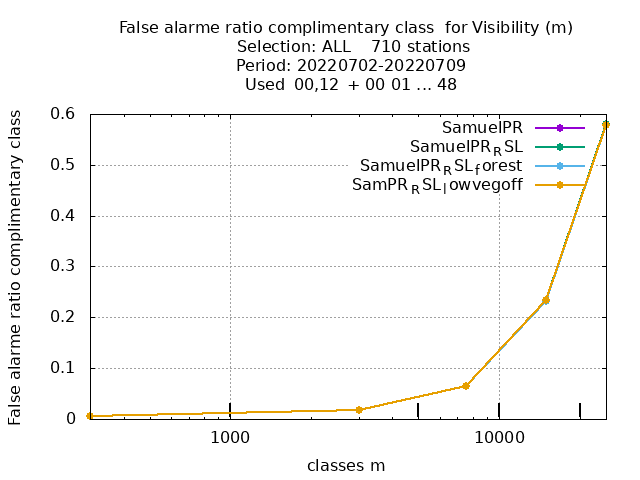 False alarme ratio complimentary class  for Visibility (m)
Selection: ALL    710 stations
Period: 20220702-20220709
Used  00,12  + 00 01 ... 48
False alarme ratio complimentary class
0.6
0.5
0.4
0.3
0.2
0.1
0
SamuelPR
SamuelPR_RSL
SamuelPR_RSL_forest
SamPR_RSL_lowvegoff
1000
10000
classes m